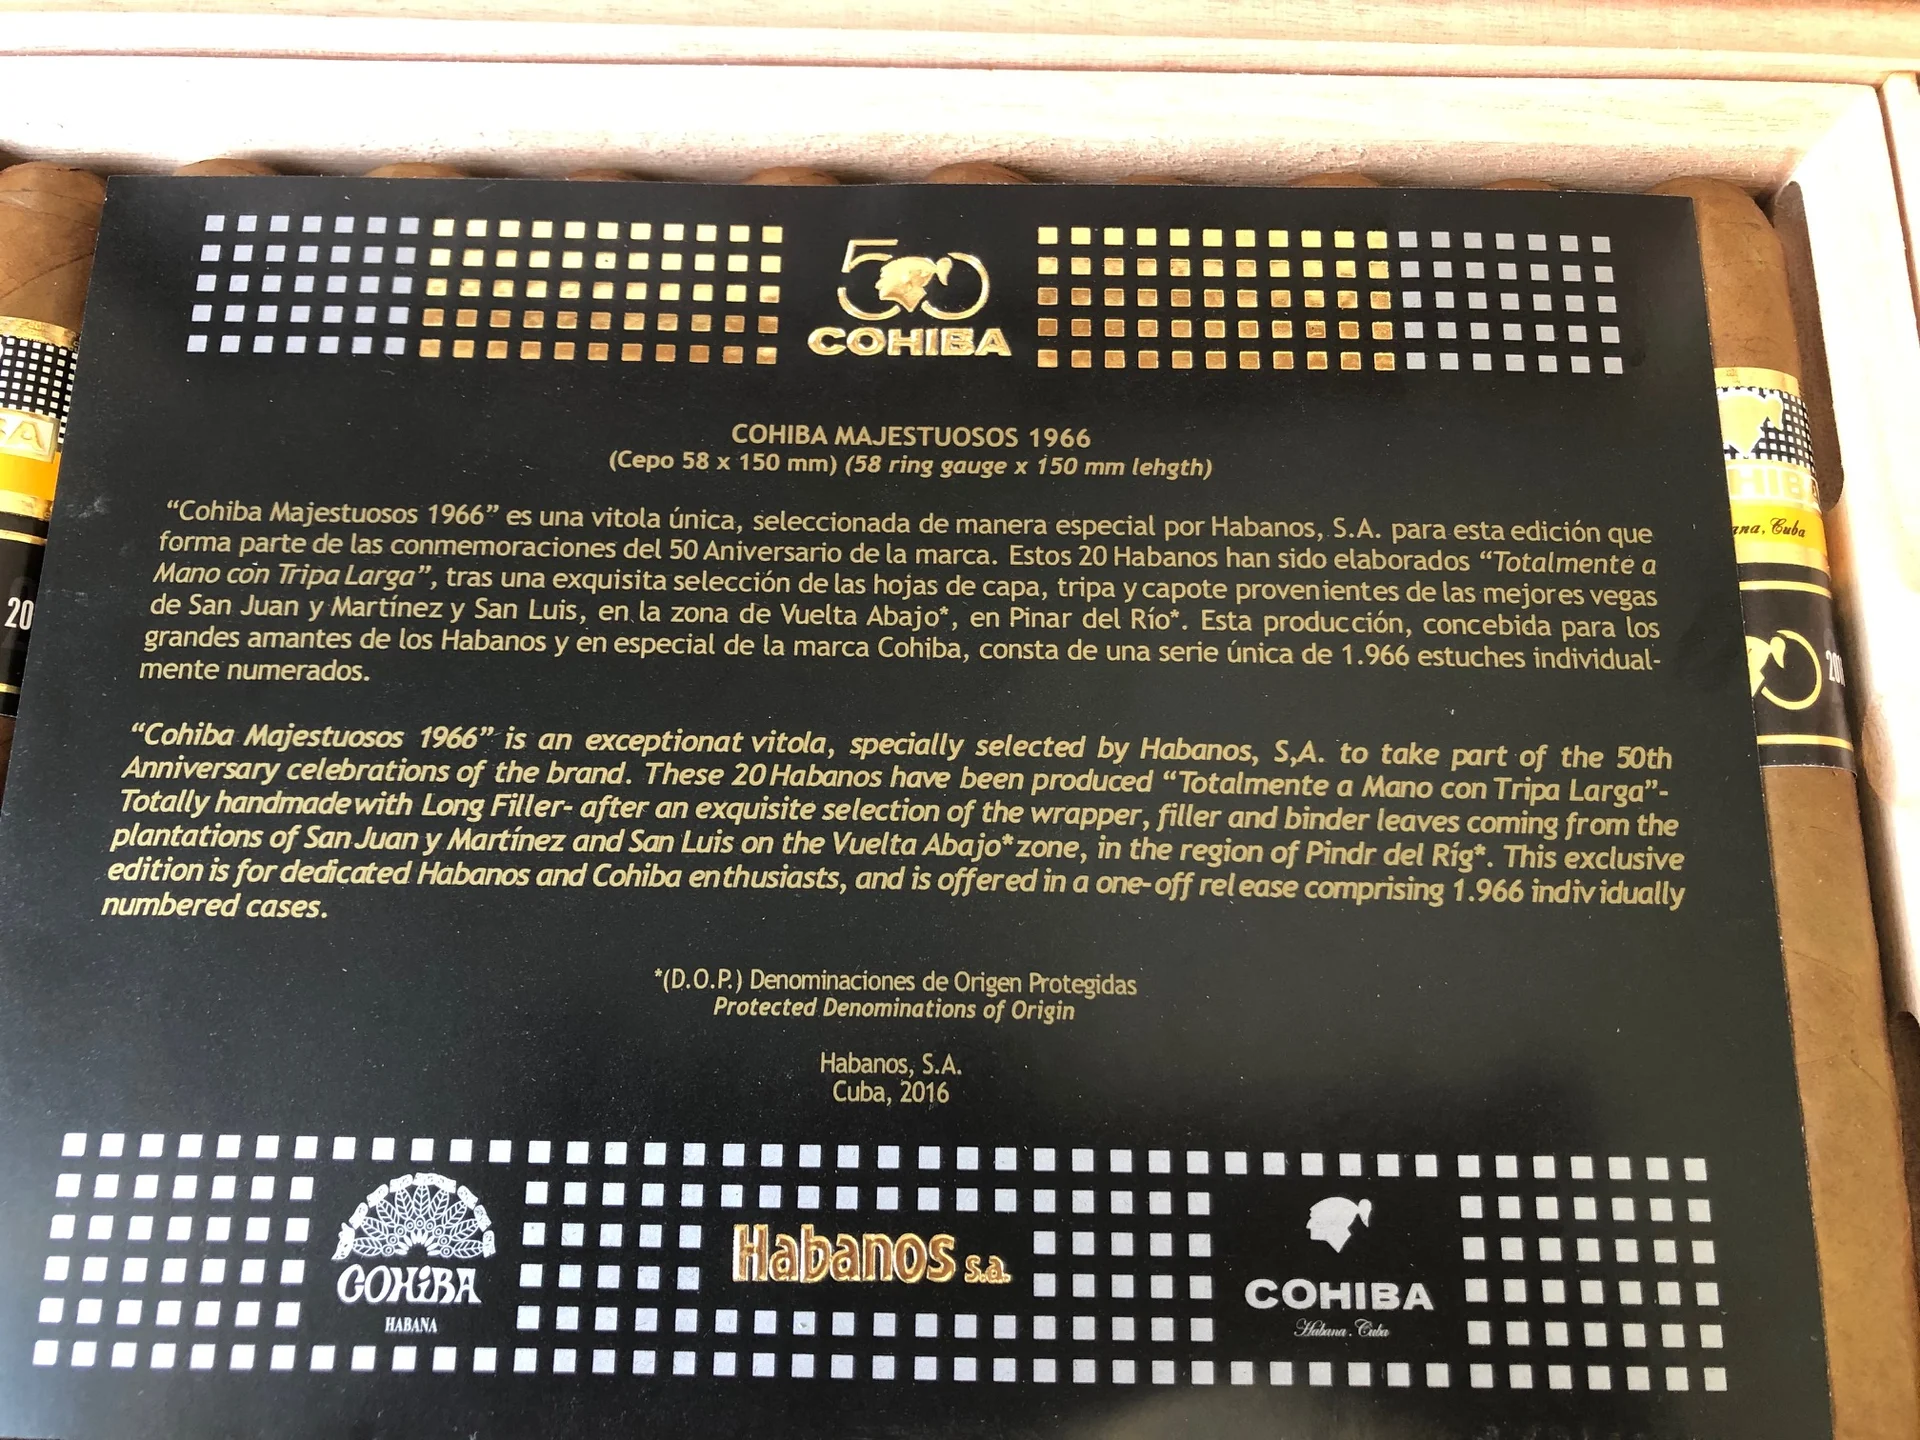 50
COHIBA
COHIBA MAJESTUOSOS 1966
(Cepo 58 x 150 mm) (58 ring gauge x 150 mm lehgth)
“Cohiba Majestuosos 1966” es una vitola única, seleccionada de manera especial por Habanos, S.A. para esta edición que
forma parte de las conmemoraciones del 50 Aniversario de la marca. Estos 20 Habanos han sido elaborados “Totalmente a
Mano con Tripa Larga”, tras una exquisita selección de las hojas de capa, tripa y capote provenientes de las mejores vegas
de San Juan y Martínez y San Luis, en la zona de Vuelta Abajo*, en Pinar del Río*. Esta producción, concebida para los
grandes amantes de los Habanos y en especial de la marca Cohiba, consta de una serie única de 1.966 estuches individual-
mente numerados.
“Cohiba Majestuosos 1966” is an exceptionat vitola, specially selected by Habanos, S,A. to take part of the 50th
Anniversary celebrations of the brand. These 20 Habanos have been produced “Totalmente a Mano con Tripa Larga”-
Totally handmade with Long Filler- after an exquisite selection of the wrapper, filler and binder leaves coming from the
plantations of San Juan y Martínez and San Luis on the Vuelta Abajo* zone, in the region of Pindr del Ríg*. This exclusive
edition is for dedicated Habanos and Cohiba enthusiasts, and is offered in a one-off release comprising 1.966 individually
numbered cases.
*(D.O.P.) Denominaciones de Origen Protegidas
Protected Denominations of Origin
Habanos, S.A.
Cuba, 2016
COHIBA
HABANA
Habanos s.a.
COHIBA
Habana. Cuba
BA
20
HIBA
ana, Cuba
20